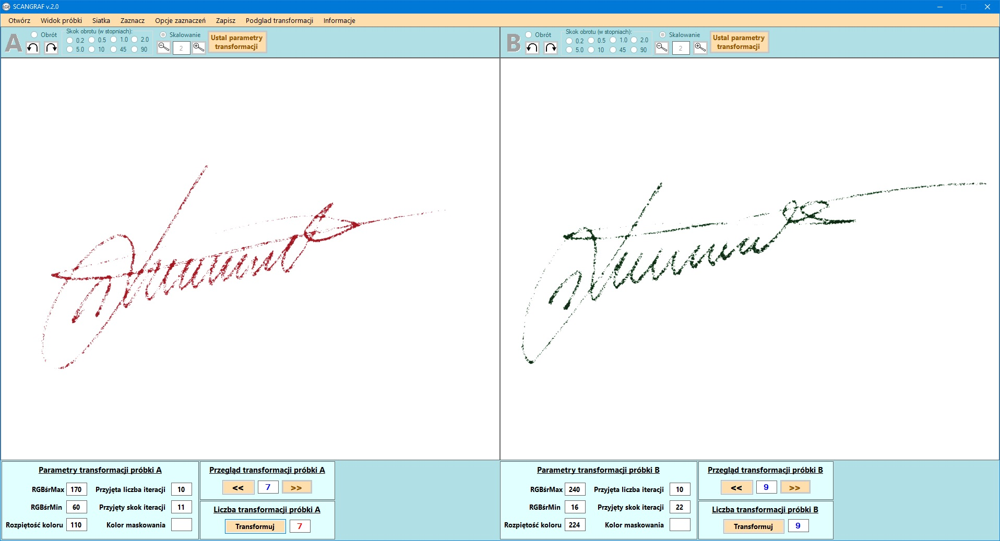 SCANGRAF v.2.0
Otwórz Widok próbki Siatka Zaznacz Opcje zaznaczeń Zapisz Podglad transformacji Informacje
A
Obrót
Skok obrotu (w stopniach):
0.2 0.5 1.0 2.0
5.0 10 45 90
Skalowanie
2
Ustal parametry
transformacji
B
Obrót
Skok obrotu (w stopniach):
0.2 0.5 1.0 2.0
5.0 10 45 90
Skalowanie
2
Ustal parametry
transformacji
Parametry transformacji próbki A
RGBśrMax 170 Przyjęta liczba iteracji 10
RGBśrMin 60 Przyjęty skok iteracji 11
Rozpiętość koloru 110 Kolor maskowania
Przegląd transformacji próbki A
<< 7 >>
Liczba transformacji próbki A
Transformuj 7
Parametry transformacji próbki B
RGBśrMax 240 Przyjęta liczba iteracji 10
RGBśrMin 16 Przyjęty skok iteracji 22
Rozpiętość koloru 224 Kolor maskowania
Przegląd transformacji próbki B
<< 9 >>
Liczba transformacji próbki B
Transformuj 9